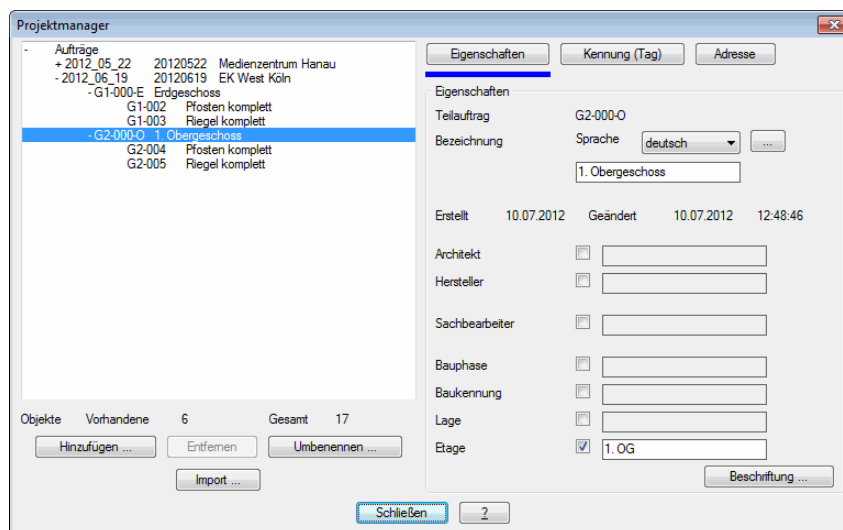 Projektmanager
- Aufträge
+ 2012_05_22 20120522 Medienzentrum Hanau
- 2012_06_19 20120619 EK West Köln
- G1-000-E Erdgeschoss
G1-002 Pfosten komplett
G1-003 Riegel komplett
- G2-000-O 1. Obergeschoss
G2-004 Pfosten komplett
G2-005 Riegel komplett
Objekte Vorhandene 6 Gesamt 17
Hinzufügen ... Entfernen Umbenennen ...
Import ...
Eigenschaften Kennung (Tag) Adresse
Eigenschaften
Teilauftrag G2-000-O
Bezeichnung Sprache deutsch ...
1. Obergeschoss
Erstellt 10.07.2012 Geändert 10.07.2012 12:48:46
Architekt
Hersteller
Sachbearbeiter
Bauphase
Baukennung
Lage
Etage 1. OG
Beschriftung ...
Schließen ?